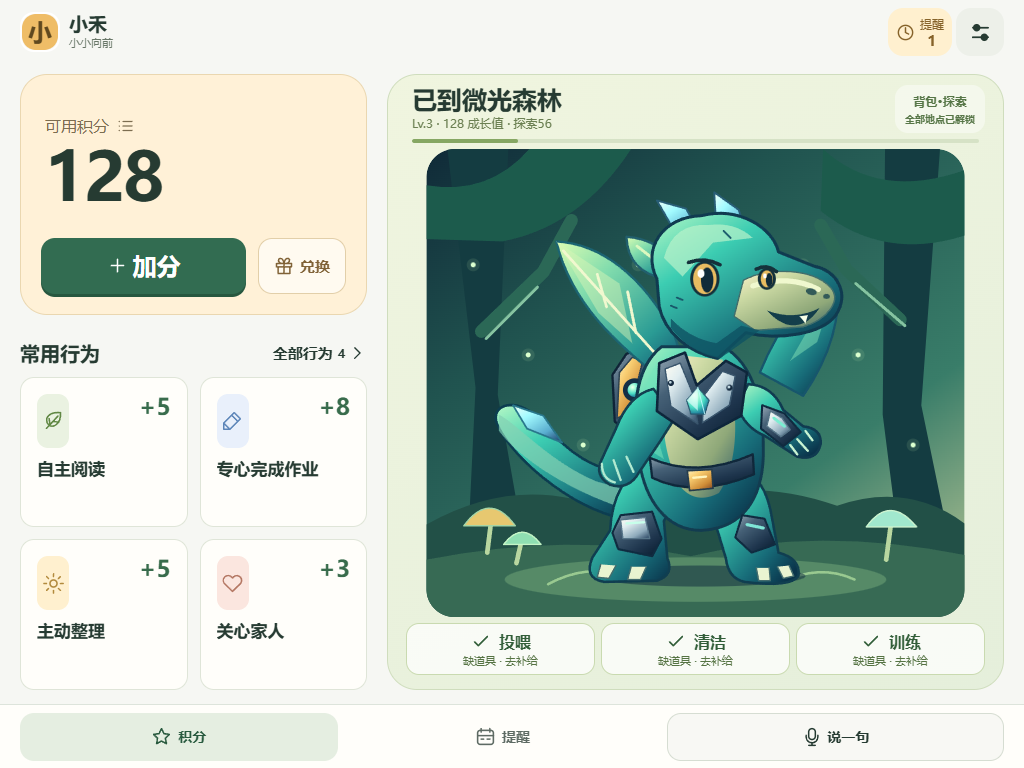 小
小禾
小小向前
提醒
1
可用积分
128
+ 加分
兑换
常用行为
全部行为 4
+5
自主阅读
+8
专心完成作业
+5
主动整理
+3
关心家人
已到微光森林
Lv.3 · 128 成长值 · 探索56
背包•探索
全部地点已解锁
投喂
缺道具 · 去补给
清洁
缺道具 · 去补给
训练
缺道具 · 去补给
积分
提醒
说一句